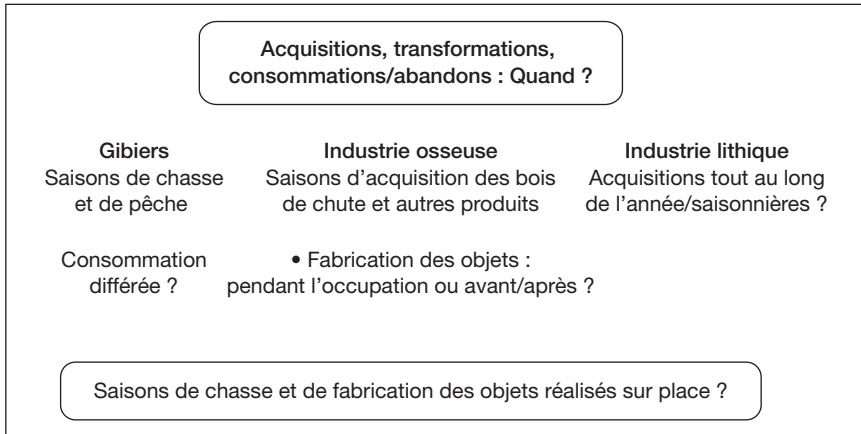 Acquisitions, transformations,
consommations/abandons : Quand ?
Gibiers
Saisons de chasse
et de pêche
Industrie osseuse
Saisons d'acquisition des bois
de chute et autres produits
Industrie lithique
Acquisitions tout au long
de l'année/saisonnières ?
Consommation
différée ?
• Fabrication des objets :
pendant l'occupation ou avant/après ?
Saisons de chasse et de fabrication des objets réalisés sur place ?